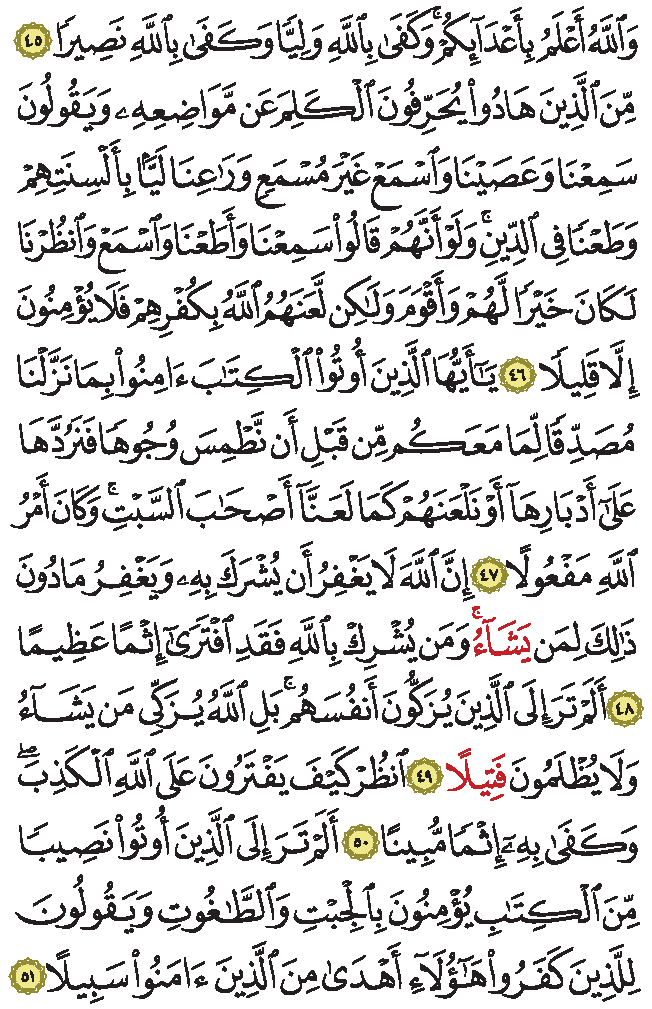 وَٱللَّهُ أَعْلَمُ بِأَعْدَآئِكُمْۚ وَكَفَىٰ بِٱللَّهِ وَلِيًّا وَكَفَىٰ بِٱللَّهِ نَصِيرًا ٤٥
مِّنَ ٱلَّذِينَ هَادُوا۟ يُحَرِّفُونَ ٱلْكَلِمَ عَن مَّوَاضِعِهِۦ وَيَقُولُونَ
سَمِعْنَا وَعَصَيْنَا وَٱسْمَعْ غَيْرَ مُسْمَعٍ وَرَٰعِنَا لَيًّۢا بِأَلْسِنَتِهِمْ
وَطَعْنًا فِى ٱلدِّينِۚ وَلَوْ أَنَّهُمْ قَالُوا۟ سَمِعْنَا وَأَطَعْنَا وَٱسْمَعْ وَٱنظُرْنَا
لَكَانَ خَيْرًا لَّهُمْ وَأَقْوَمَ وَلَٰكِن لَّعَنَهُمُ ٱللَّهُ بِكُفْرِهِمْ فَلَا يُؤْمِنُونَ
إِلَّا قَلِيلًا ٤٦ يَٰٓأَيُّهَا ٱلَّذِينَ أُوتُوا۟ ٱلْكِتَٰبَ ءَامِنُوا۟ بِمَا نَزَّلْنَا
مُصَدِّقًا لِّمَا مَعَكُم مِّن قَبْلِ أَن نَّطْمِسَ وُجُوهًا فَنَرُدَّهَا
عَلَىٰٓ أَدْبَارِهَآ أَوْ نَلْعَنَهُمْ كَمَا لَعَنَّآ أَصْحَٰبَ ٱلسَّبْتِۚ وَكَانَ أَمْرُ
ٱللَّهِ مَفْعُولًا ٤٧ إِنَّ ٱللَّهَ لَا يَغْفِرُ أَن يُشْرَكَ بِهِۦ وَيَغْفِرُ مَا دُونَ
ذَٰلِكَ لِمَن يَشَآءُۚ وَمَن يُشْرِكْ بِٱللَّهِ فَقَدِ ٱفْتَرَىٰٓ إِثْمًا عَظِيمًا
٤٨ أَلَمْ تَرَ إِلَى ٱلَّذِينَ يُزَكُّونَ أَنفُسَهُمۚ بَلِ ٱللَّهُ يُزَكِّى مَن يَشَآءُ
وَلَا يُظْلَمُونَ فَتِيلًا ٤٩ ٱنظُرْ كَيْفَ يَفْتَرُونَ عَلَى ٱللَّهِ ٱلْكَذِبَۖ
وَكَفَىٰ بِهِۦٓ إِثْمًا مُّبِينًا ٥٠ أَلَمْ تَرَ إِلَى ٱلَّذِينَ أُوتُوا۟ نَصِيبًا
مِّنَ ٱلْكِتَٰبِ يُؤْمِنُونَ بِٱلْجِبْتِ وَٱلطَّٰغُوتِ وَيَقُولُونَ
لِلَّذِينَ كَفَرُوا۟ هَٰٓؤُلَآءِ أَهْدَىٰ مِنَ ٱلَّذِينَ ءَامَنُوا۟ سَبِيلًا ٥١